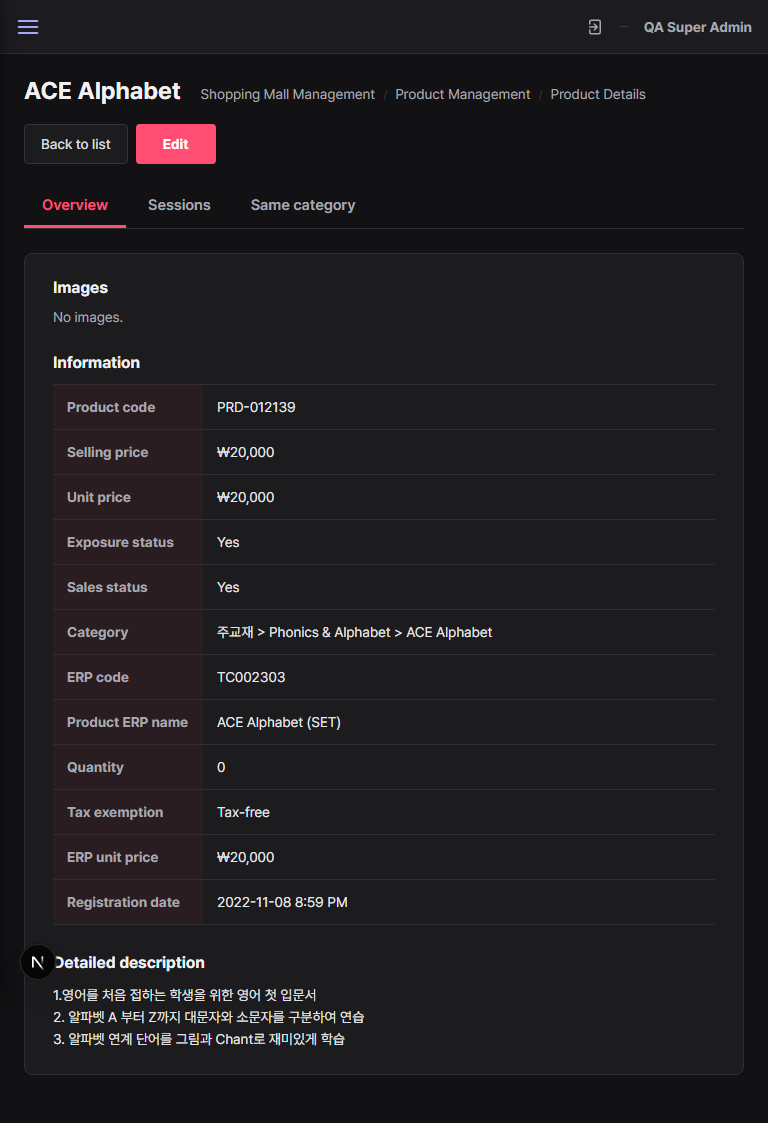 QA Super Admin
ACE Alphabet
Shopping Mall Management / Product Management / Product Details
Back to list
Edit
Overview
Sessions
Same category
Images
No images.
Information
Product code PRD-012139
Selling price ₩20,000
Unit price ₩20,000
Exposure status Yes
Sales status Yes
Category 주교재 > Phonics & Alphabet > ACE Alphabet
ERP code TC002303
Product ERP name ACE Alphabet (SET)
Quantity 0
Tax exemption Tax-free
ERP unit price ₩20,000
Registration date 2022-11-08 8:59 PM
N
Detailed description
1.영어를 처음 접하는 학생을 위한 영어 첫 입문서
2. 알파벳 A 부터 Z까지 대문자와 소문자를 구분하여 연습
3. 알파벳 연계 단어를 그림과 Chant로 재미있게 학습